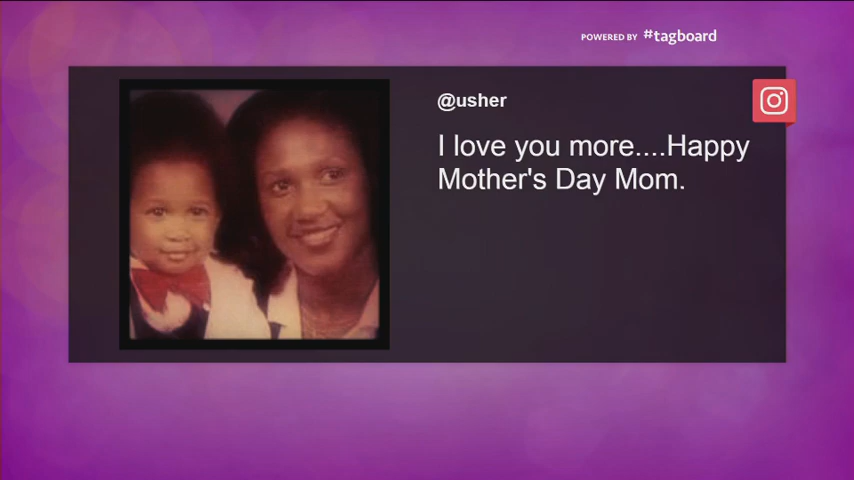 POWERED BY #tagboard
@usher
I love you more....Happy
Mother's Day Mom.